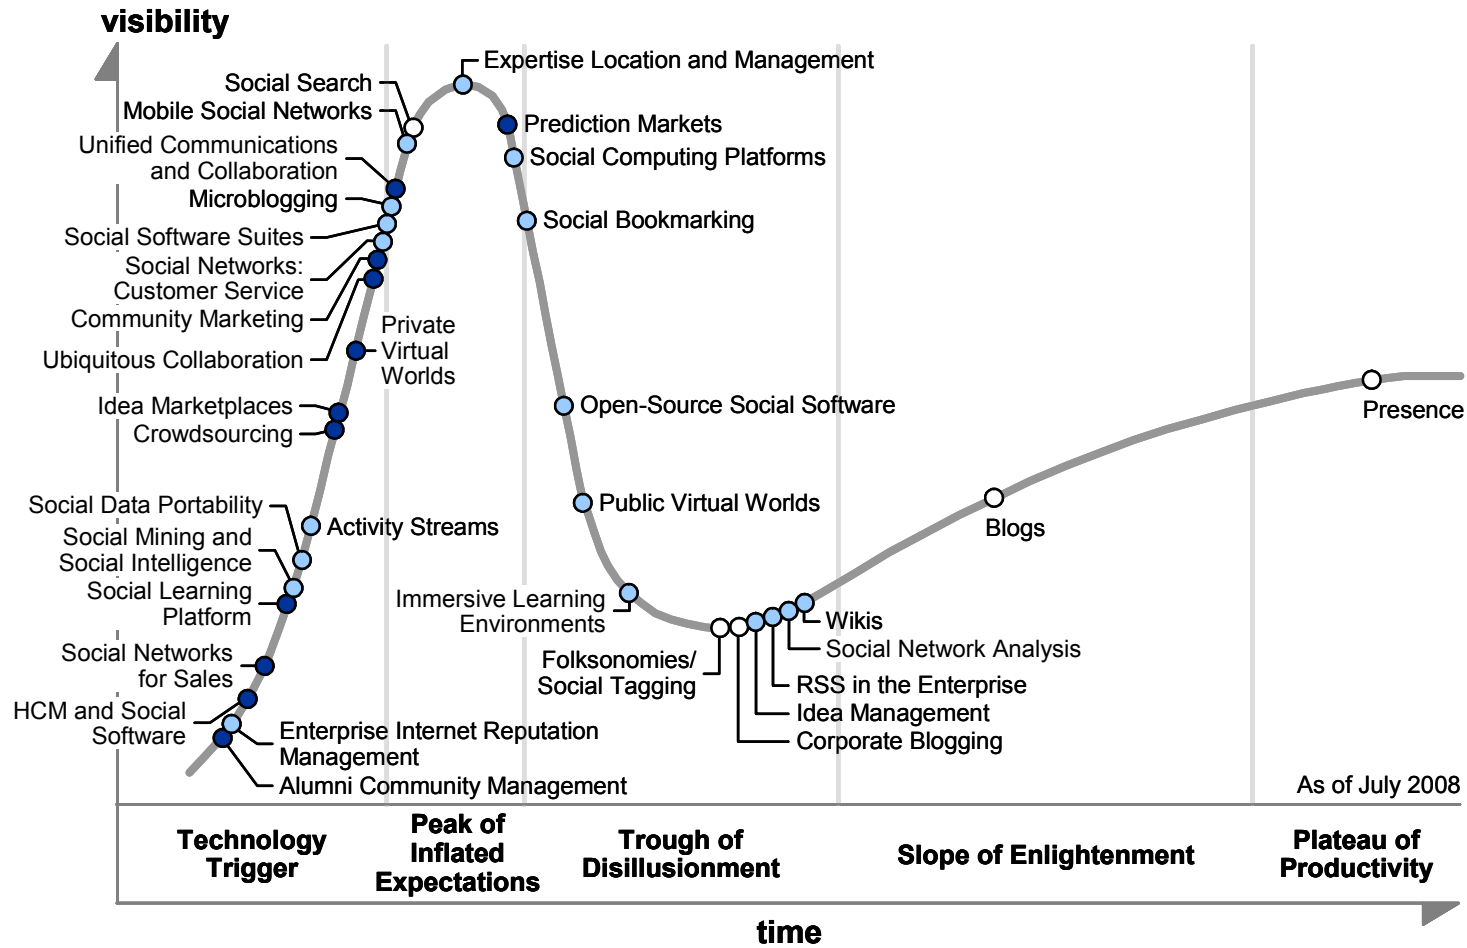 visibility
Expertise Location and Management
Social Search
Mobile Social Networks
Prediction Markets
Unified Communications
and Collaboration
Social Computing Platforms
Microblogging
Social Bookmarking
Social Software Suites
Social Networks:
Customer Service
Community Marketing
Private
Virtual
Worlds
Ubiquitous Collaboration
Idea Marketplaces
Crowdsourcing
Open-Source Social Software
Presence
Social Data Portability
Public Virtual Worlds
Blogs
Activity Streams
Social Mining and
Social Intelligence
Social Learning
Platform
Immersive Learning
Environments
Wikis
Social Network Analysis
Folksonomies/
Social Tagging
RSS in the Enterprise
Idea Management
Corporate Blogging
Social Networks
for Sales
HCM and Social
Software
Enterprise Internet Reputation
Management
Alumni Community Management
As of July 2008
Technology
Trigger
Peak of
Inflated
Expectations
Trough of
Disillusionment
Slope of Enlightenment
Plateau of
Productivity
time